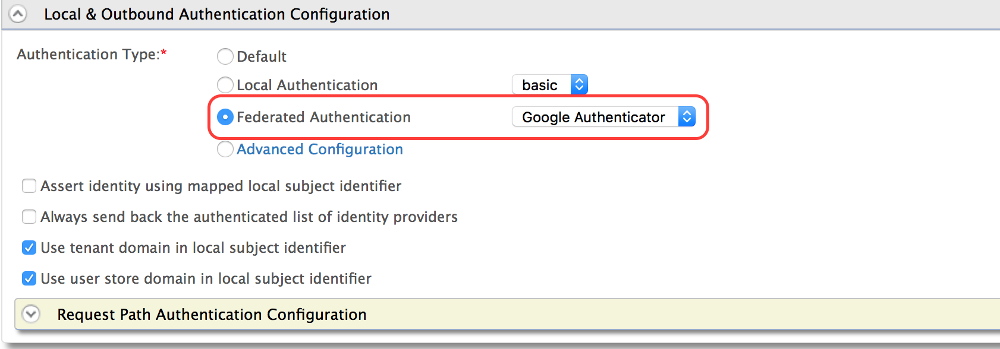 Local & Outbound Authentication Configuration
Authentication Type:*
Default
Local Authentication basic
Federated Authentication Google Authenticator
Advanced Configuration
Assert identity using mapped local subject identifier
Always send back the authenticated list of identity providers
Use tenant domain in local subject identifier
Use user store domain in local subject identifier
Request Path Authentication Configuration